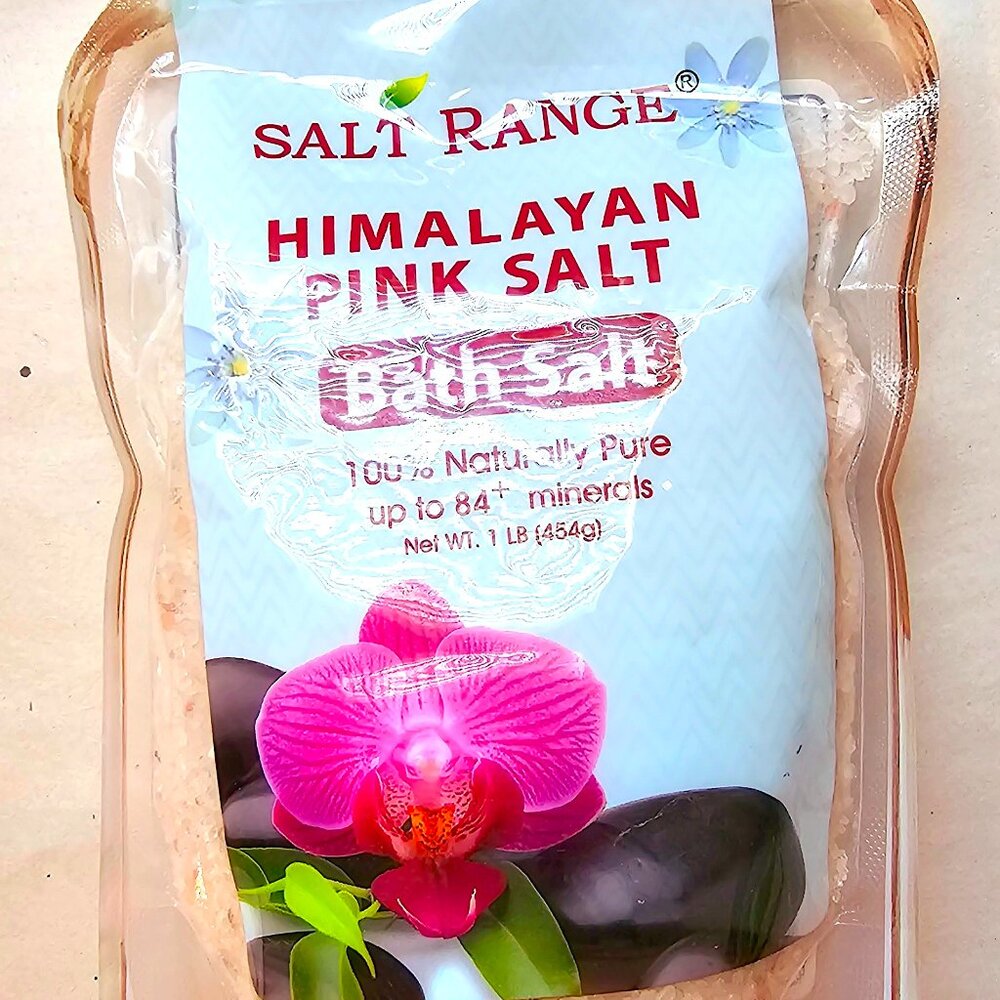 SALT RANGE®
HIMALAYAN
PINK SALT
Bath Salt
100% Naturally Pure
up to 84+ minerals
Net WT. 1 LB (454g)